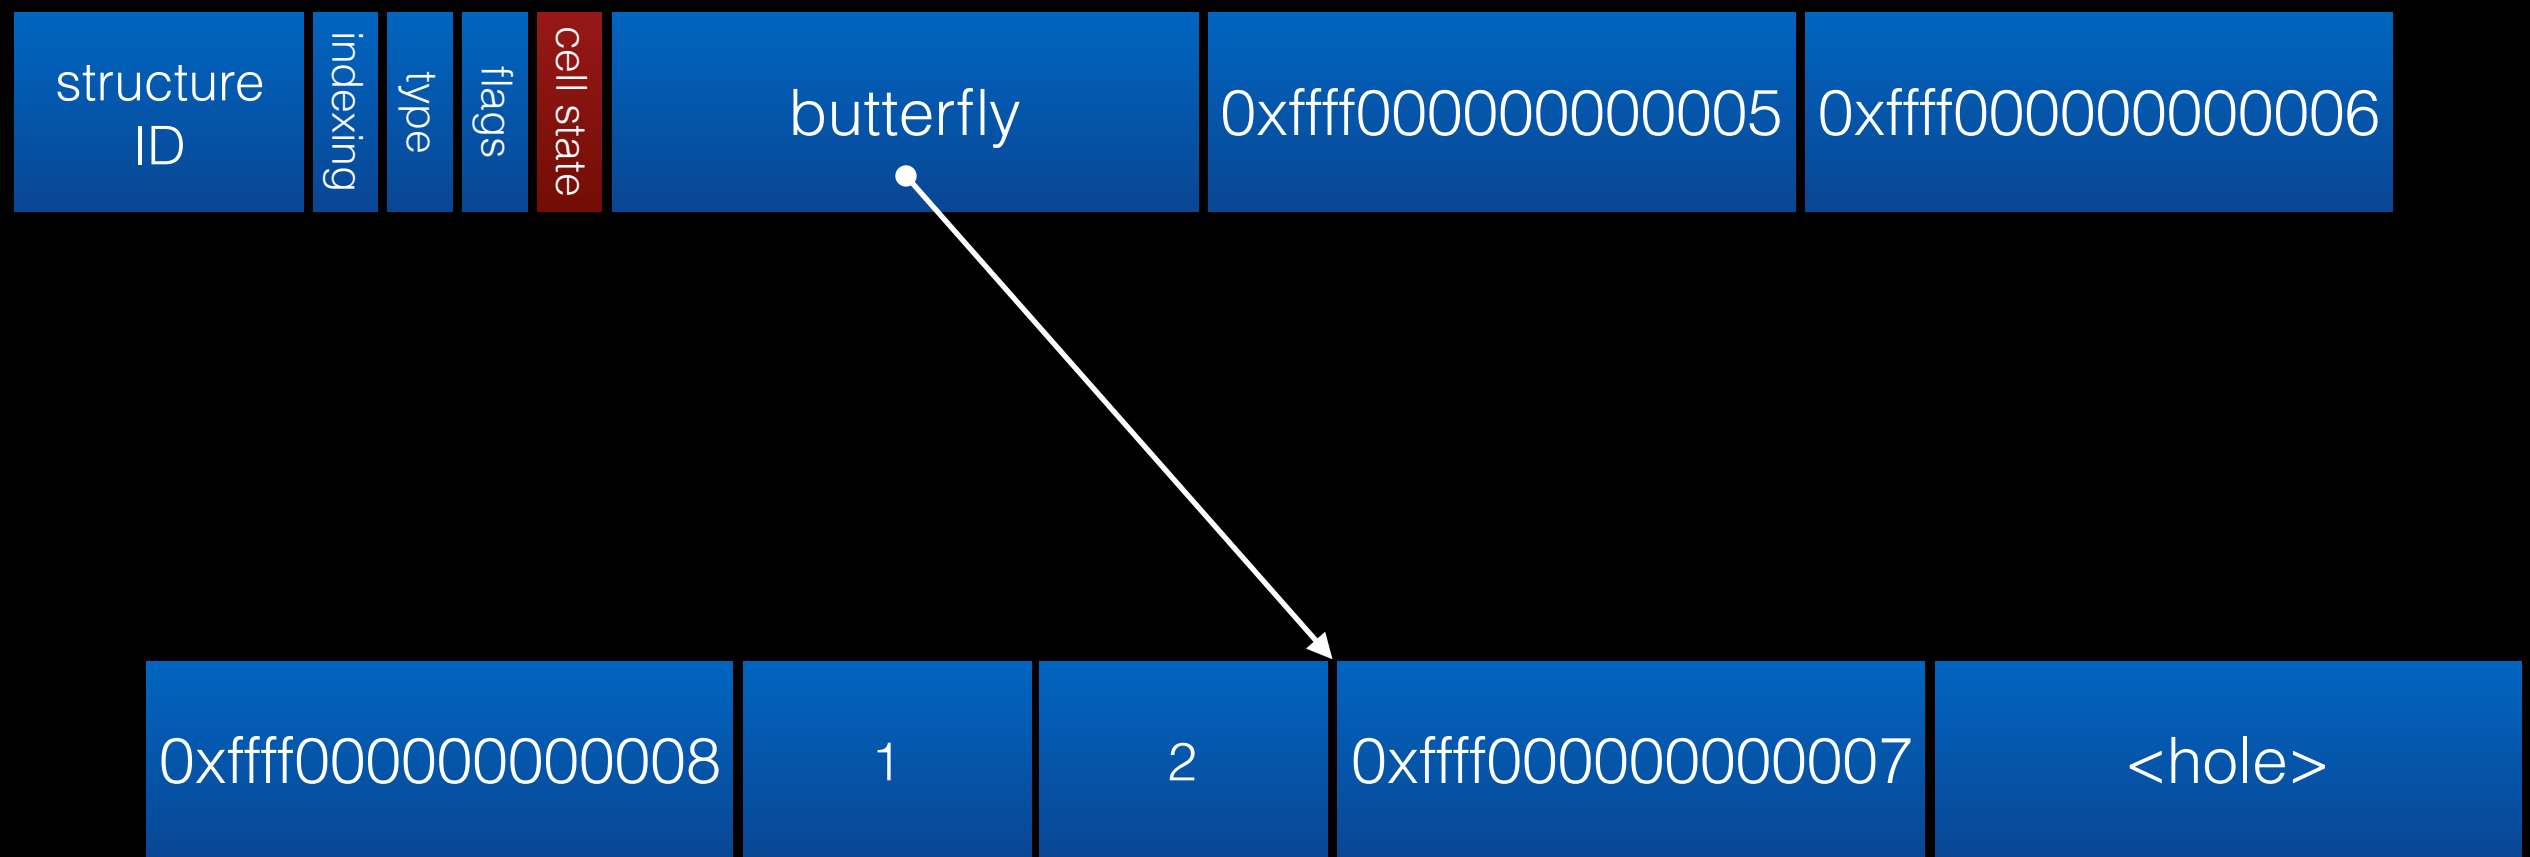 structure
ID
indexing
type
flags
cell state
butterfly
0xffff000000000005
0xffff000000000006
0xffff000000000008
1
2
0xffff000000000007
<hole>